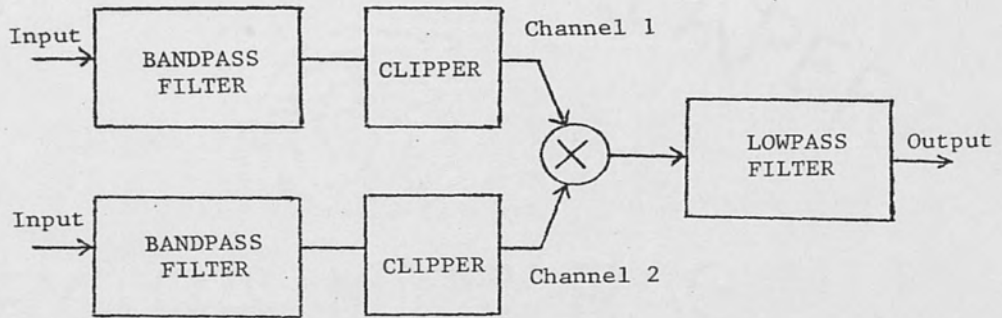 Input
BANDPASS
FILTER
CLIPPER
Channel 1
LOWPASS
FILTER
Output
Input
BANDPASS
FILTER
CLIPPER
Channel 2